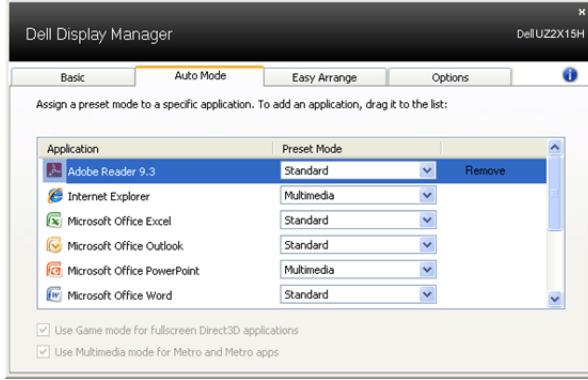 Dell Display Manager
Dell UZ2X15H
Basic Auto Mode Easy Arrange Options
Assign a preset mode to a specific application. To add an application, drag it to the list:
Application Preset Mode
Adobe Reader 9.3 Standard Remove
Internet Explorer Multimedia
Microsoft Office Excel Standard
Microsoft Office Outlook Standard
Microsoft Office PowerPoint Multimedia
Microsoft Office Word Standard
Use Game mode for fullscreen Direct3D applications
Use Multimedia mode for Metro and Metro apps